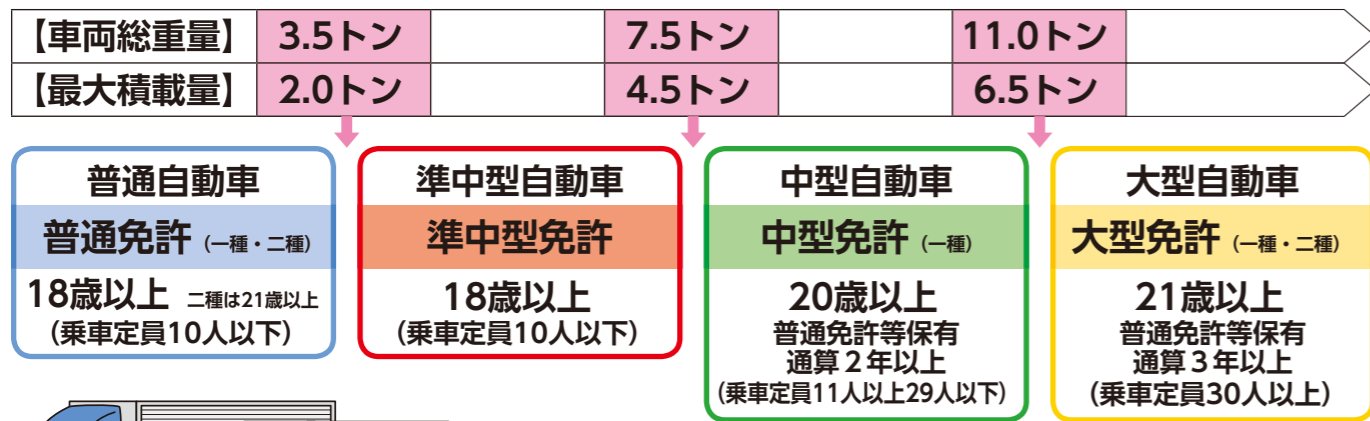 【車両総重量】 3.5トン 7.5トン 11.0トン
【最大積載量】 2.0トン 4.5トン 6.5トン
普通自動車
普通免許 (一種・二種)
18歳以上 二種は21歳以上
(乗車定員10人以下)
準中型自動車
準中型免許
18歳以上
(乗車定員10人以下)
中型自動車
中型免許 (一種)
20歳以上
普通免許等保有
通算2年以上
(乗車定員11人以上29人以下)
大型自動車
大型免許 (一種・二種)
21歳以上
普通免許等保有
通算3年以上
(乗車定員30人以上)